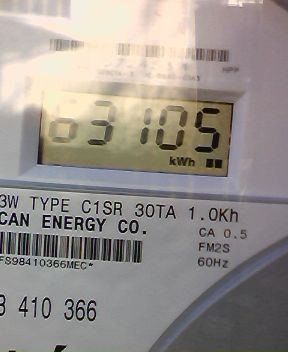 63105
kWh
3W TYPE C1SR 30TA 1.0Kh
CAN ENERGY CO.
CA 0.5
FM2S
60Hz
FS98410366MEC*
8 410 366